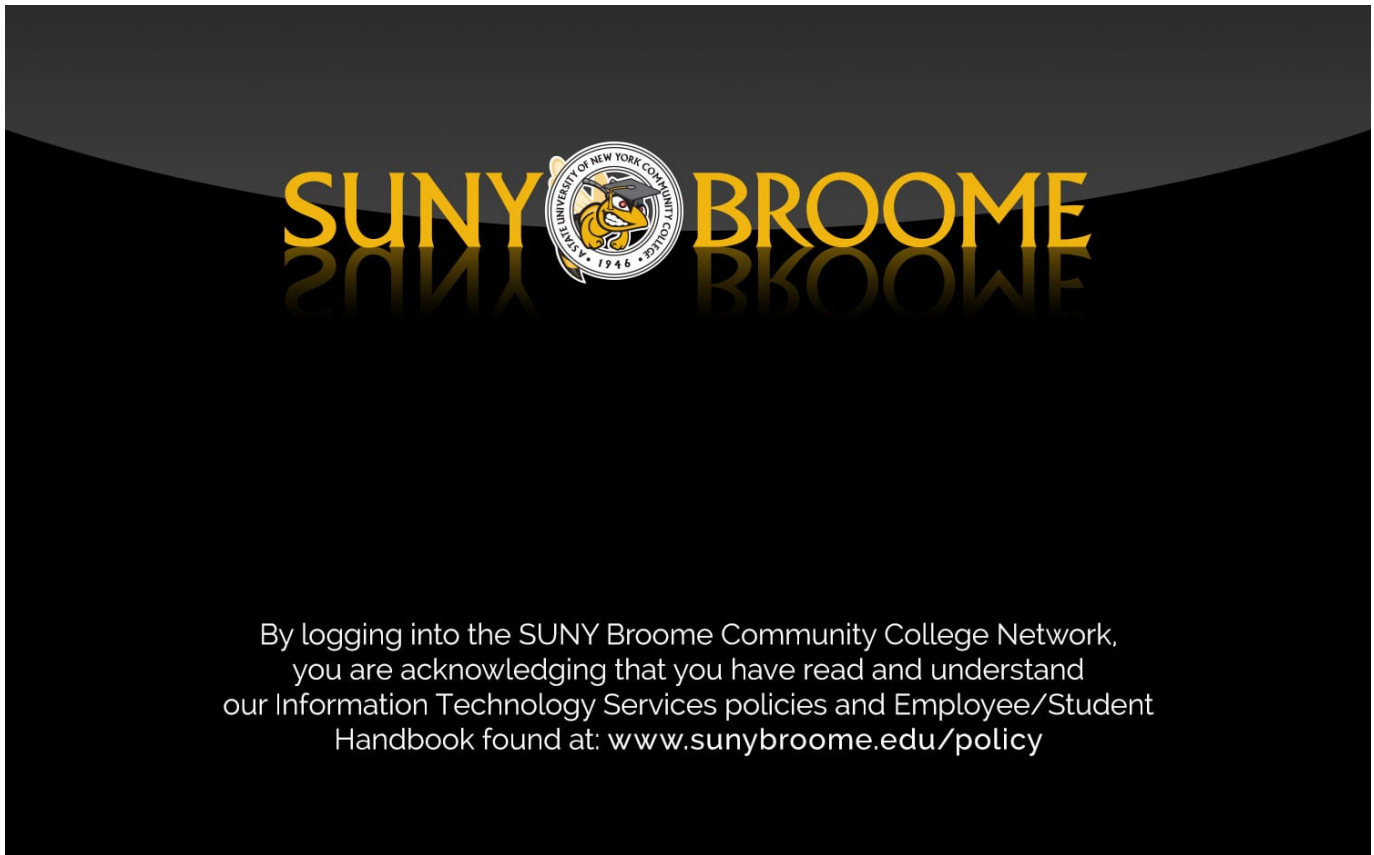 SUNY BROOME
A STATE UNIVERSITY OF NEW YORK COMMUNITY COLLEGE
• 1946 •
By logging into the SUNY Broome Community College Network,
you are acknowledging that you have read and understand
our Information Technology Services policies and Employee/Student
Handbook found at: www.sunybroome.edu/policy